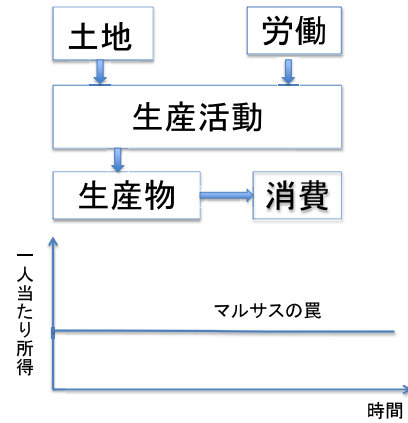 土地
労働
生産活動
生産物
消費
一人当たり所得
マルサスの罠
時間